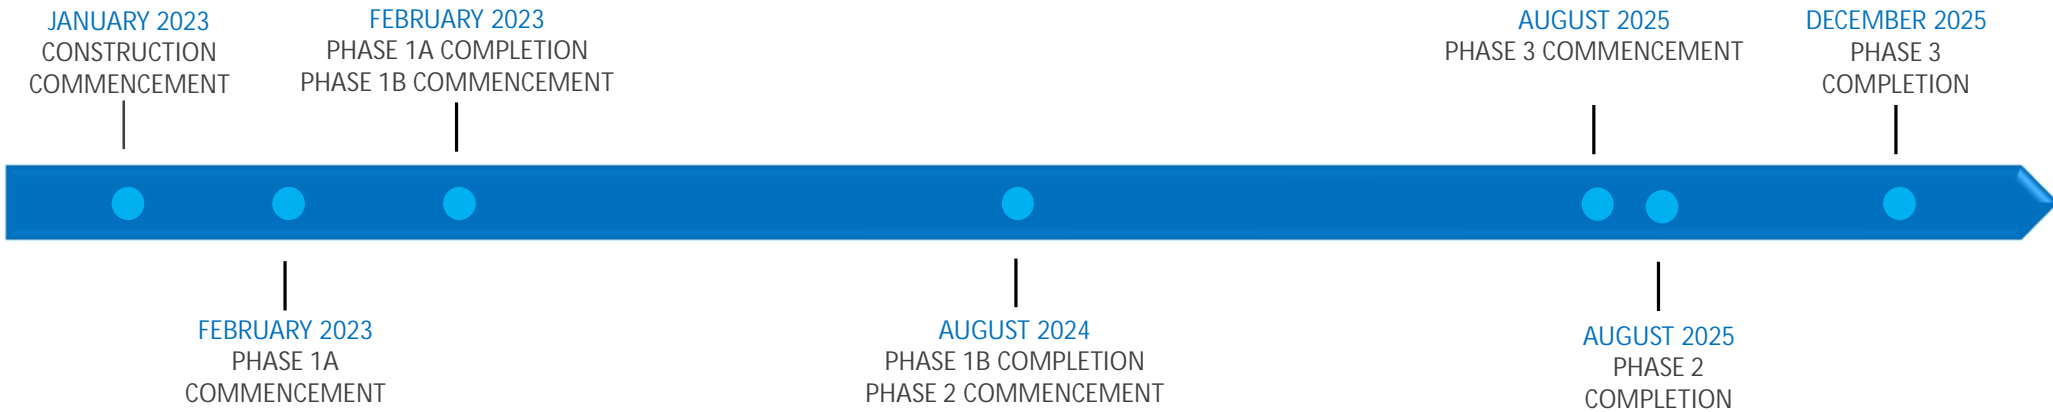 JANUARY 2023
CONSTRUCTION
COMMENCEMENT
FEBRUARY 2023
PHASE 1A COMPLETION
PHASE 1B COMMENCEMENT
AUGUST 2025
PHASE 3 COMMENCEMENT
DECEMBER 2025
PHASE 3
COMPLETION
FEBRUARY 2023
PHASE 1A
COMMENCEMENT
AUGUST 2024
PHASE 1B COMPLETION
PHASE 2 COMMENCEMENT
AUGUST 2025
PHASE 2
COMPLETION